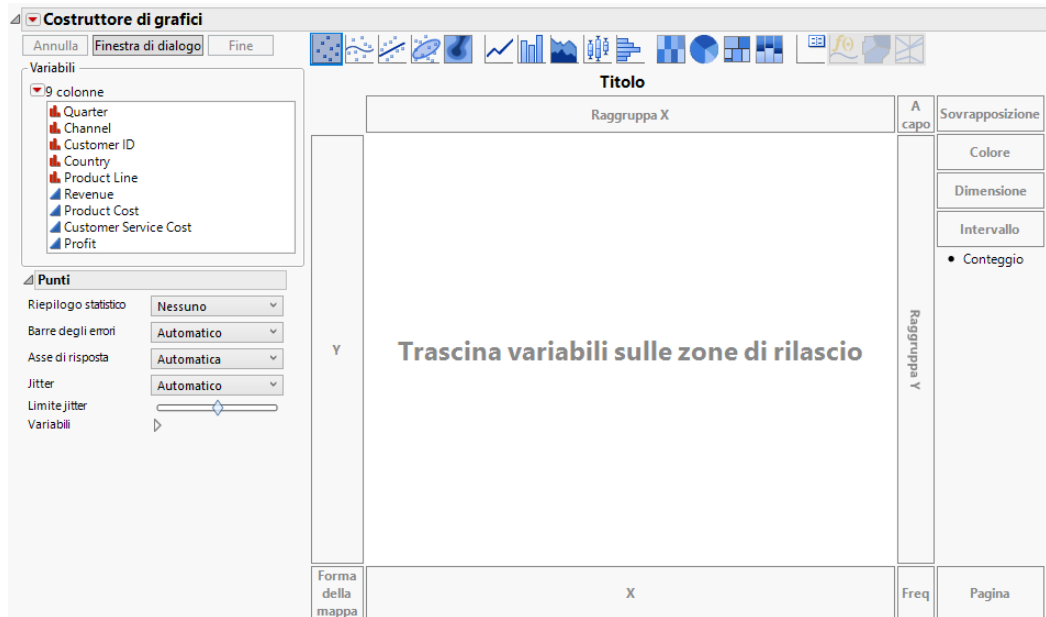 Costruttore di grafici
Annulla Finestra di dialogo Fine
Variabili
9 colonne
Quarter
Channel
Customer ID
Country
Product Line
Revenue
Product Cost
Customer Service Cost
Profit
Punti
Riepilogo statistico Nessuno
Barre degli errori Automatico
Asse di risposta Automatica
Jitter Automatico
Limite jitter
Variabili
Titolo
Raggruppa X
A
capo
Sovrapposizione
Colore
Dimensione
Intervallo
Conteggio
Y
Trascina variabili sulle zone di rilascio
Raggruppa Y
Forma
della
mappa
X
Freq
Pagina